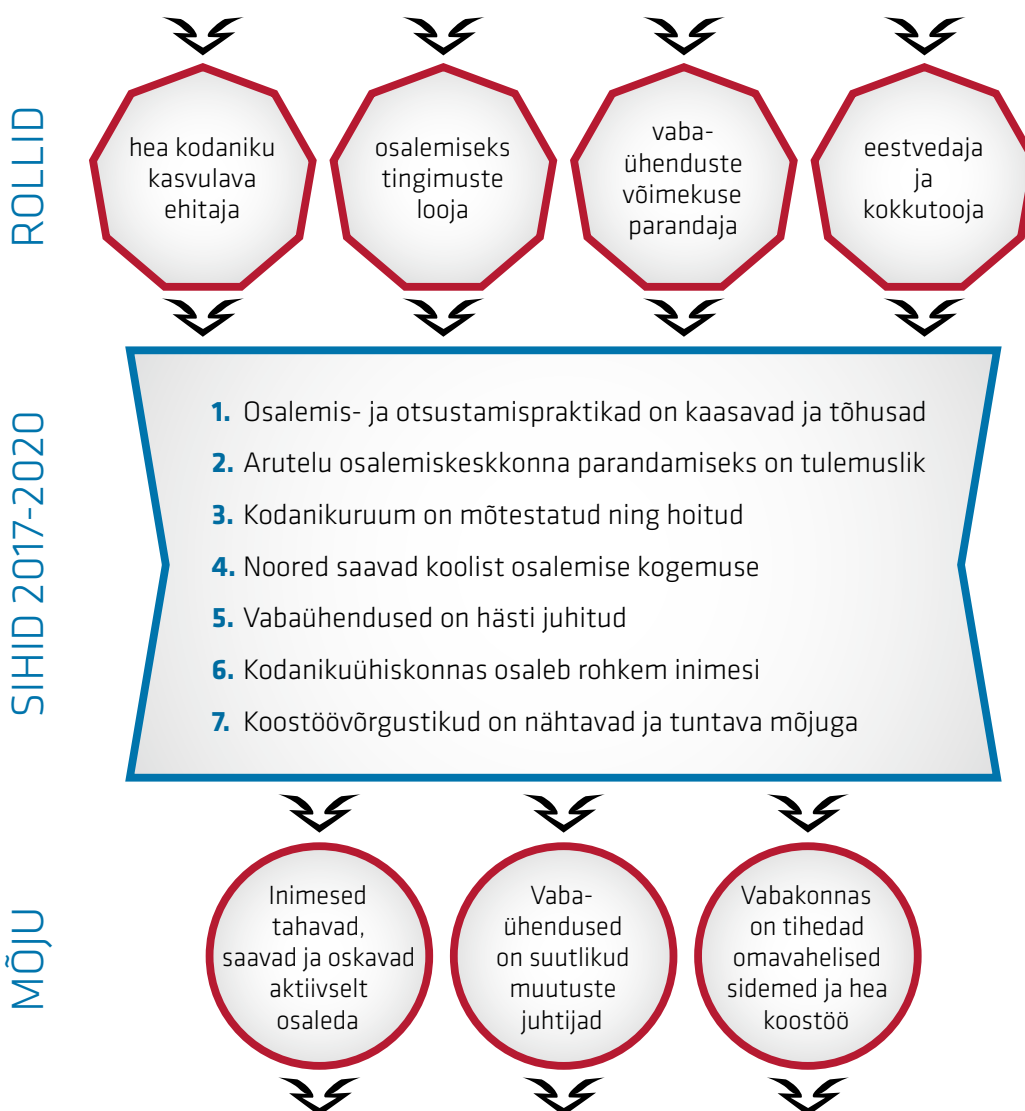 ROLLID
hea kodaniku
kasvulava
ehitaja
osalemiseks
tingimuste
looja
vaba-
ühenduste
võimekuse
parandaja
eestvedaja
ja
kokkutooja
SIHID 2017-2020
1. Osalemis- ja otsustamispraktikad on kaasavad ja tõhusad
2. Arutelu osalemiskeskkonna parandamiseks on tulemuslik
3. Kodanikuruum on mõtestatud ning hoitud
4. Noored saavad koolist osalemise kogemuse
5. Vabaühendused on hästi juhitud
6. Kodanikuühiskonnas osaleb rohkem inimesi
7. Koostöövõrgustikud on nähtavad ja tuntava mõjuga
MÕJU
Inimesed
tahavad,
saavad ja oskavad
aktiivselt
osaleda
Vaba-
ühendused
on suutlikud
muutuste
juhtijad
Vabakonnas
on tihedad
omavahelised
sidemed ja hea
koostöö